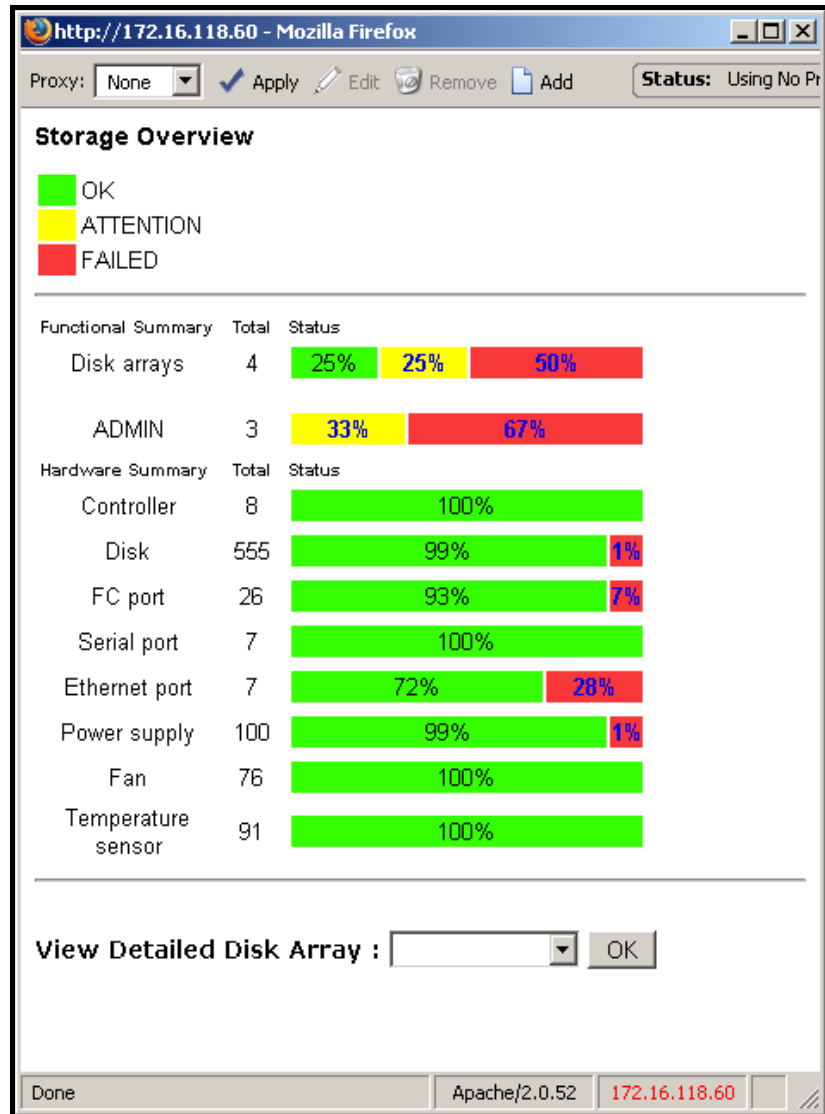 http://172.16.118.60 - Mozilla Firefox
Proxy: None Apply Edit Remove Add Status: Using No Pr
Storage Overview
OK
ATTENTION
FAILED
Functional Summary Total Status
Disk arrays 4 25% 25% 50%
ADMIN 3 33% 67%
Hardware Summary Total Status
Controller 8 100%
Disk 555 99% 1%
FC port 26 93% 7%
Serial port 7 100%
Ethernet port 7 72% 28%
Power supply 100 99% 1%
Fan 76 100%
Temperature
sensor 91 100%
View Detailed Disk Array : OK
Done Apache/2.0.52 172.16.118.60